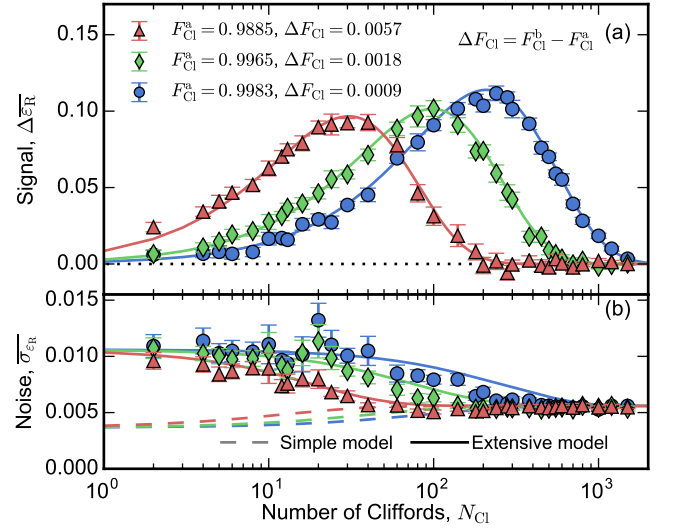 0.15
0.10
0.05
0.00
Signal, Δε̅_R
F^a_Cl = 0.9885, ΔF_Cl = 0.0057
F^a_Cl = 0.9965, ΔF_Cl = 0.0018
F^a_Cl = 0.9983, ΔF_Cl = 0.0009
ΔF_Cl = F^b_Cl − F^a_Cl
(a)
0.015
0.010
0.005
0.000
Noise, σ̅_ε_R
(b)
Simple model
Extensive model
10^0
10^1
10^2
10^3
Number of Cliffords, N_Cl